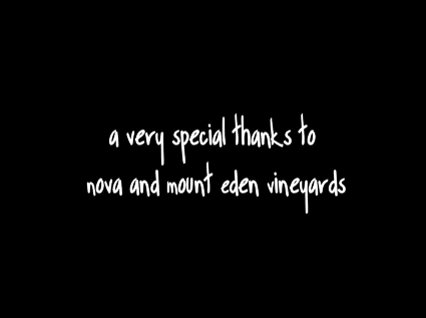 a very special thanks to
nova and mount eden vineyards